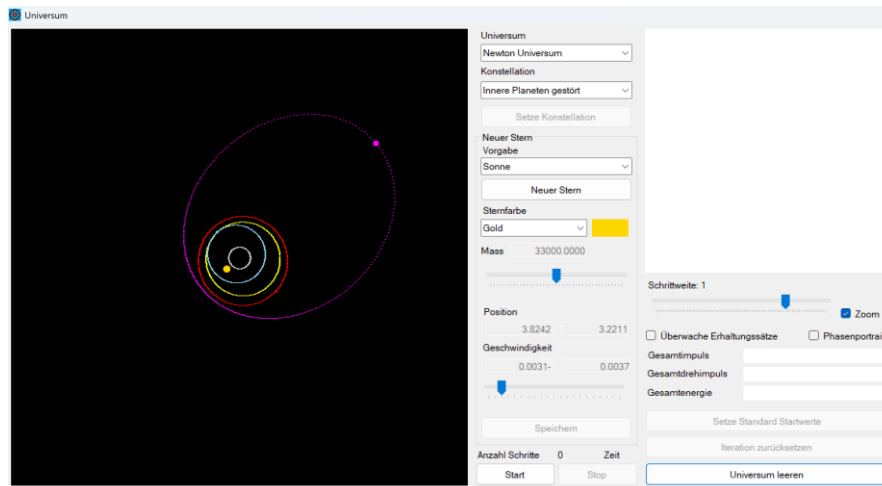 Universum
Universum
Newton Universum
Konstellation
Innere Planeten gestört
Setze Konstellation
Neuer Stern
Vorgabe
Sonne
Neuer Stern
Sternfarbe
Gold
Mass 33000.0000
Position
3.8242 3.2211
Geschwindigkeit
0.0031- 0.0037
Speichern
Anzahl Schritte 0 Zeit
Start Stop
Schrittweite: 1
Zoom
Überwache Erhaltungssätze Phasenportrai
Gesamtimpuls
Gesamtdrehimpuls
Gesamtenergie
Setze Standard Startwerte
Iteration zurücksetzen
Universum leeren